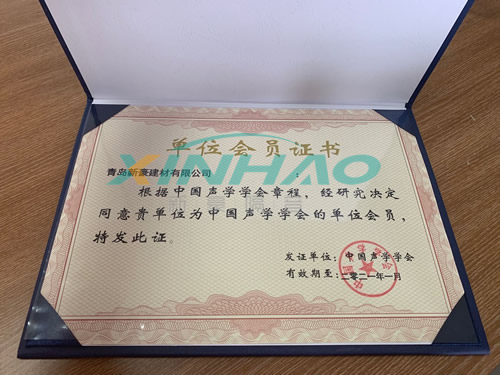 单位会员证书
XINHAO
青岛新豪建材有限公司 :
根据中国声学学会章程，经研究决定
同意贵单位为中国声学学会的单位会员，
特发此证。
发证单位：中国声学学会
有效期至：二零二一年一月